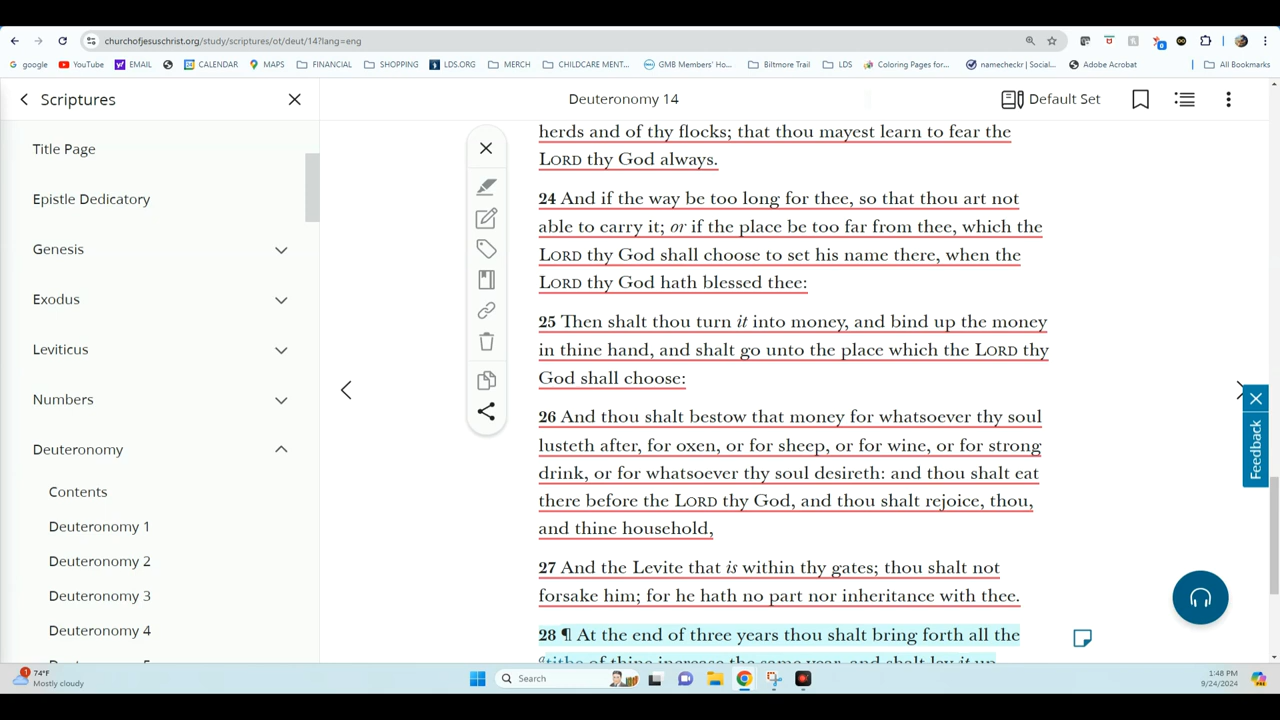 churchofjesuschrist.org/study/scriptures/ot/deut/14?lang=eng
google YouTube EMAIL CALENDAR MAPS FINANCIAL SHOPPING LDS.ORG MERCH CHILDCARE MENT... GMB Members' Ho... Biltmore Trail LDS Coloring Pages for... namecheckr | Social... Adobe Acrobat All Bookmarks
Scriptures
Deuteronomy 14
Default Set
Title Page
Epistle Dedicatory
Genesis
Exodus
Leviticus
Numbers
Deuteronomy
Contents
Deuteronomy 1
Deuteronomy 2
Deuteronomy 3
Deuteronomy 4
herds and of thy flocks; that thou mayest learn to fear the
LORD thy God always.
24 And if the way be too long for thee, so that thou art not
able to carry it; or if the place be too far from thee, which the
LORD thy God shall choose to set his name there, when the
LORD thy God hath blessed thee:
25 Then shalt thou turn it into money, and bind up the money
in thine hand, and shalt go unto the place which the LORD thy
God shall choose:
26 And thou shalt bestow that money for whatsoever thy soul
lusteth after, for oxen, or for sheep, or for wine, or for strong
drink, or for whatsoever thy soul desireth: and thou shalt eat
there before the LORD thy God, and thou shalt rejoice, thou,
and thine household,
27 And the Levite that is within thy gates; thou shalt not
forsake him; for he hath no part nor inheritance with thee.
28 ¶ At the end of three years thou shalt bring forth all the
tithe of thine increase the same year, and shalt lay it up
Feedback
74°F
Mostly cloudy
Search
1:48 PM
9/24/2024